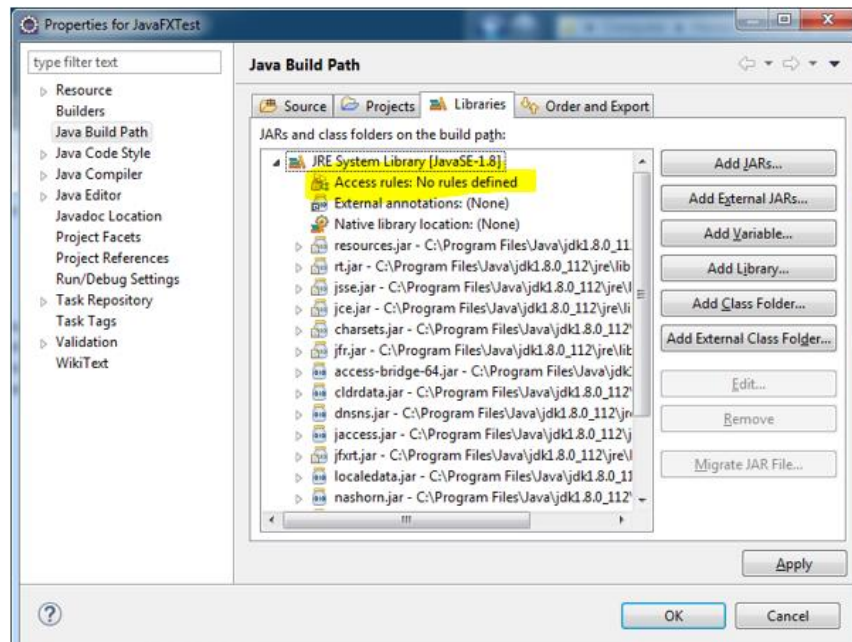 Properties for JavaFXTest
type filter text
Resource
Builders
Java Build Path
Java Code Style
Java Compiler
Java Editor
Javadoc Location
Project Facets
Project References
Run/Debug Settings
Task Repository
Task Tags
Validation
WikiText
Java Build Path
Source Projects Libraries Order and Export
JARs and class folders on the build path:
JRE System Library [JavaSE-1.8]
Access rules: No rules defined
External annotations: (None)
Native library location: (None)
resources.jar - C:\Program Files\Java\jdk1.8.0_11
rt.jar - C:\Program Files\Java\jdk1.8.0_112\jre\lib
jsse.jar - C:\Program Files\Java\jdk1.8.0_112\jre\l
jce.jar - C:\Program Files\Java\jdk1.8.0_112\jre\li
charsets.jar - C:\Program Files\Java\jdk1.8.0_112\
jfr.jar - C:\Program Files\Java\jdk1.8.0_112\jre\lib
access-bridge-64.jar - C:\Program Files\Java\jdk
cldrdata.jar - C:\Program Files\Java\jdk1.8.0_112
dnsns.jar - C:\Program Files\Java\jdk1.8.0_112\jre
jaccess.jar - C:\Program Files\Java\jdk1.8.0_112\j
jfxrt.jar - C:\Program Files\Java\jdk1.8.0_112\jre\l
localedata.jar - C:\Program Files\Java\jdk1.8.0_11
nashorn.jar - C:\Program Files\Java\jdk1.8.0_112\
Add JARs...
Add External JARs...
Add Variable...
Add Library...
Add Class Folder...
Add External Class Folder...
Edit...
Remove
Migrate JAR File...
Apply
OK
Cancel